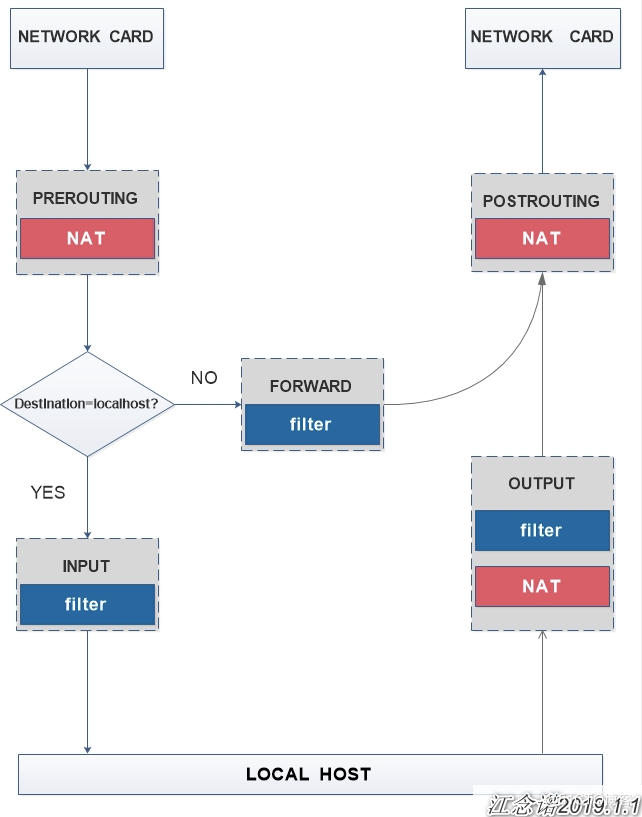 NETWORK CARD
NETWORK CARD
PREROUTING
NAT
POSTROUTING
NAT
Destination=localhost?
NO
FORWARD
filter
YES
OUTPUT
filter
NAT
INPUT
filter
LOCAL HOST
江念诺2019.1.1